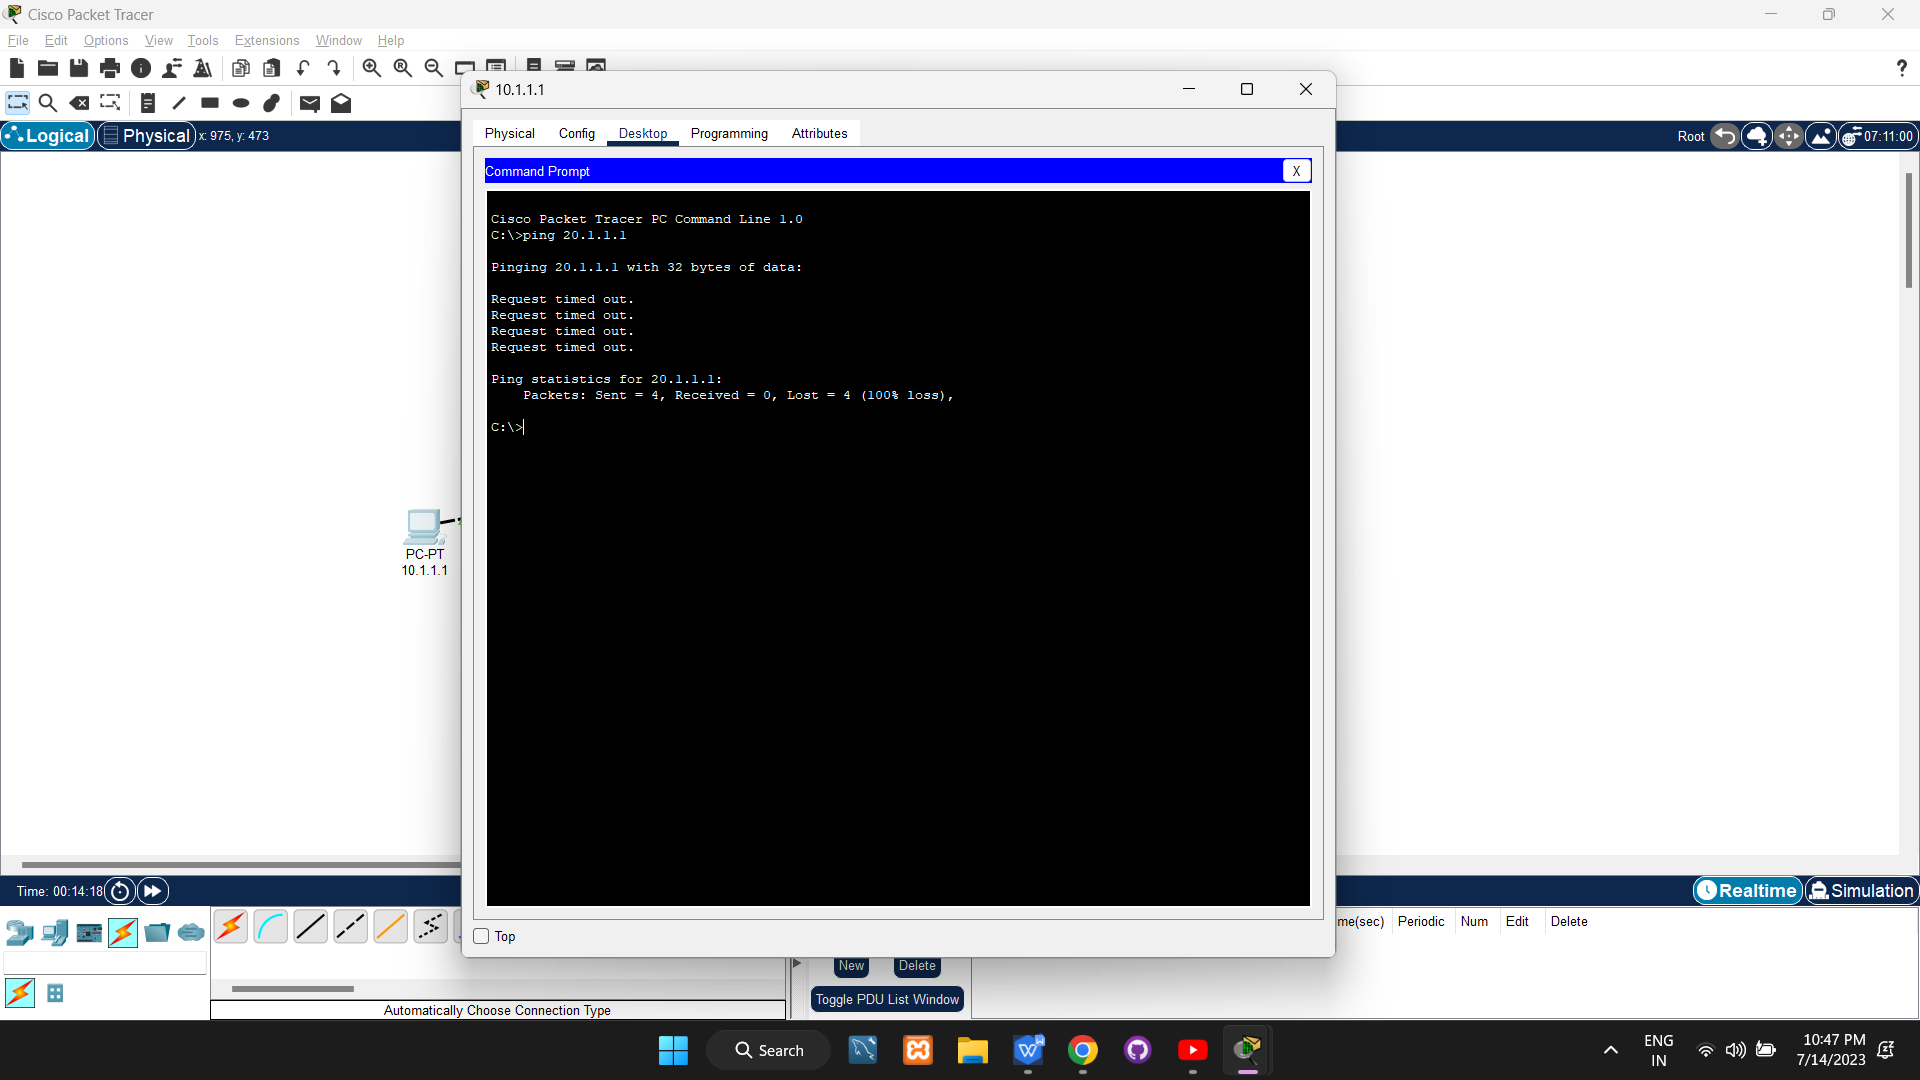 Cisco Packet Tracer
File Edit Options View Tools Extensions Window Help
10.1.1.1
Logical Physical x: 975, y: 473
Root 07:11:00
Physical Config Desktop Programming Attributes
Command Prompt X
Cisco Packet Tracer PC Command Line 1.0
C:\>ping 20.1.1.1
Pinging 20.1.1.1 with 32 bytes of data:
Request timed out.
Request timed out.
Request timed out.
Request timed out.
Ping statistics for 20.1.1.1:
Packets: Sent = 4, Received = 0, Lost = 4 (100% loss),
C:\>
PC-PT
10.1.1.1
Time: 00:14:18
Realtime Simulation
me(sec) Periodic Num Edit Delete
Top
New Delete
Toggle PDU List Window
Automatically Choose Connection Type
Search
ENG
IN
10:47 PM
7/14/2023